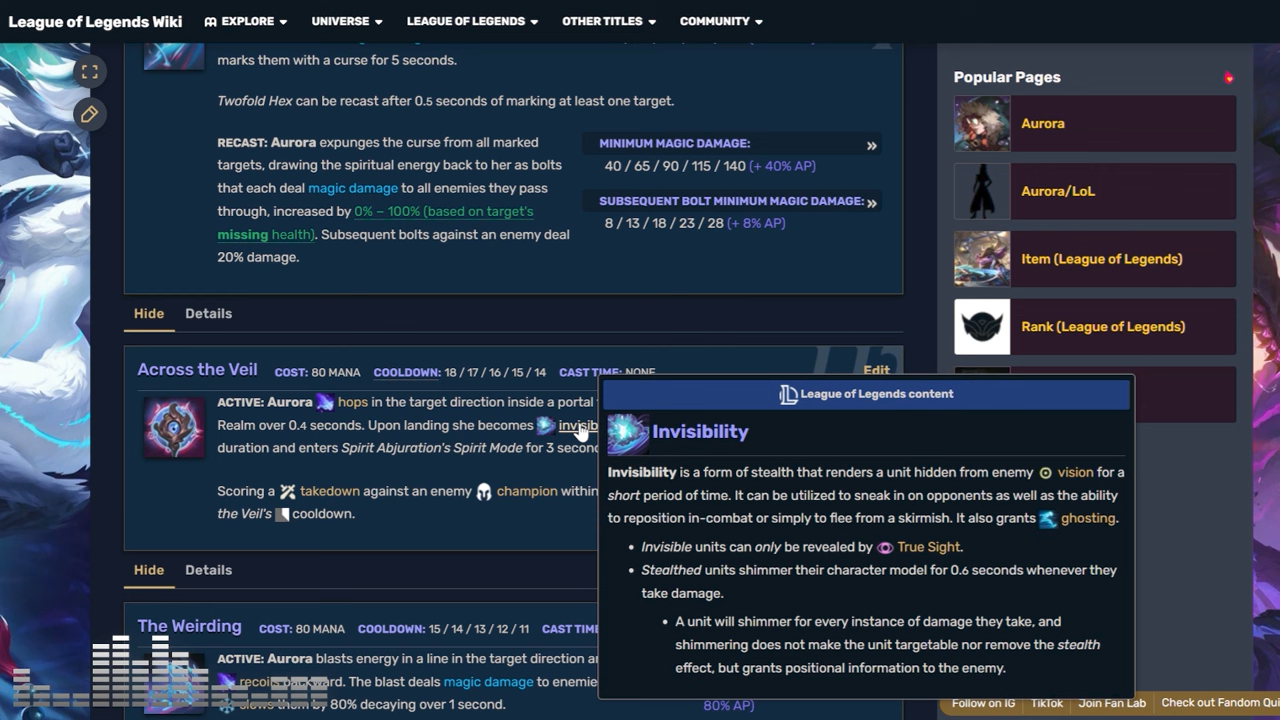 League of Legends Wiki
EXPLORE
UNIVERSE
LEAGUE OF LEGENDS
OTHER TITLES
COMMUNITY
marks them with a curse for 5 seconds.
Twofold Hex can be recast after 0.5 seconds of marking at least one target.
RECAST: Aurora expunges the curse from all marked
targets, drawing the spiritual energy back to her as bolts
that each deal magic damage to all enemies they pass
through, increased by 0% – 100% (based on target's
missing health). Subsequent bolts against an enemy deal
20% damage.
MINIMUM MAGIC DAMAGE: »
40 / 65 / 90 / 115 / 140 (+ 40% AP)
SUBSEQUENT BOLT MINIMUM MAGIC DAMAGE: »
8 / 13 / 18 / 23 / 28 (+ 8% AP)
Hide Details
Across the Veil COST: 80 MANA COOLDOWN: 18 / 17 / 16 / 15 / 14 CAST TIME: NONE
Edit
ACTIVE: Aurora hops in the target direction inside a portal
Realm over 0.4 seconds. Upon landing she becomes invisib
duration and enters Spirit Abjuration's Spirit Mode for 3
Scoring a takedown against an enemy champion within
the Veil's cooldown.
Hide Details
The Weirding COST: 80 MANA COOLDOWN: 15 / 14 / 13 / 12 / 11 CAST TIME
ACTIVE: Aurora blasts energy in a line in the target direction
recoils backward. The blast deals magic damage to
slows them by 80% decaying over 1 second.
80% AP)
League of Legends content
Invisibility
Invisibility is a form of stealth that renders a unit hidden from enemy vision for a
short period of time. It can be utilized to sneak in on opponents as well as the ability
to reposition in-combat or simply to flee from a skirmish. It also grants ghosting.
• Invisible units can only be revealed by True Sight.
• Stealthed units shimmer their character model for 0.6 seconds whenever they
take damage.
• A unit will shimmer for every instance of damage they take, and
shimmering does not make the unit targetable nor remove the stealth
effect, but grants positional information to the enemy.
Popular Pages
Aurora
Aurora/LoL
Item (League of Legends)
Rank (League of Legends)
Follow on IG
TikTok
Join Fan Lab
Check out Fandom